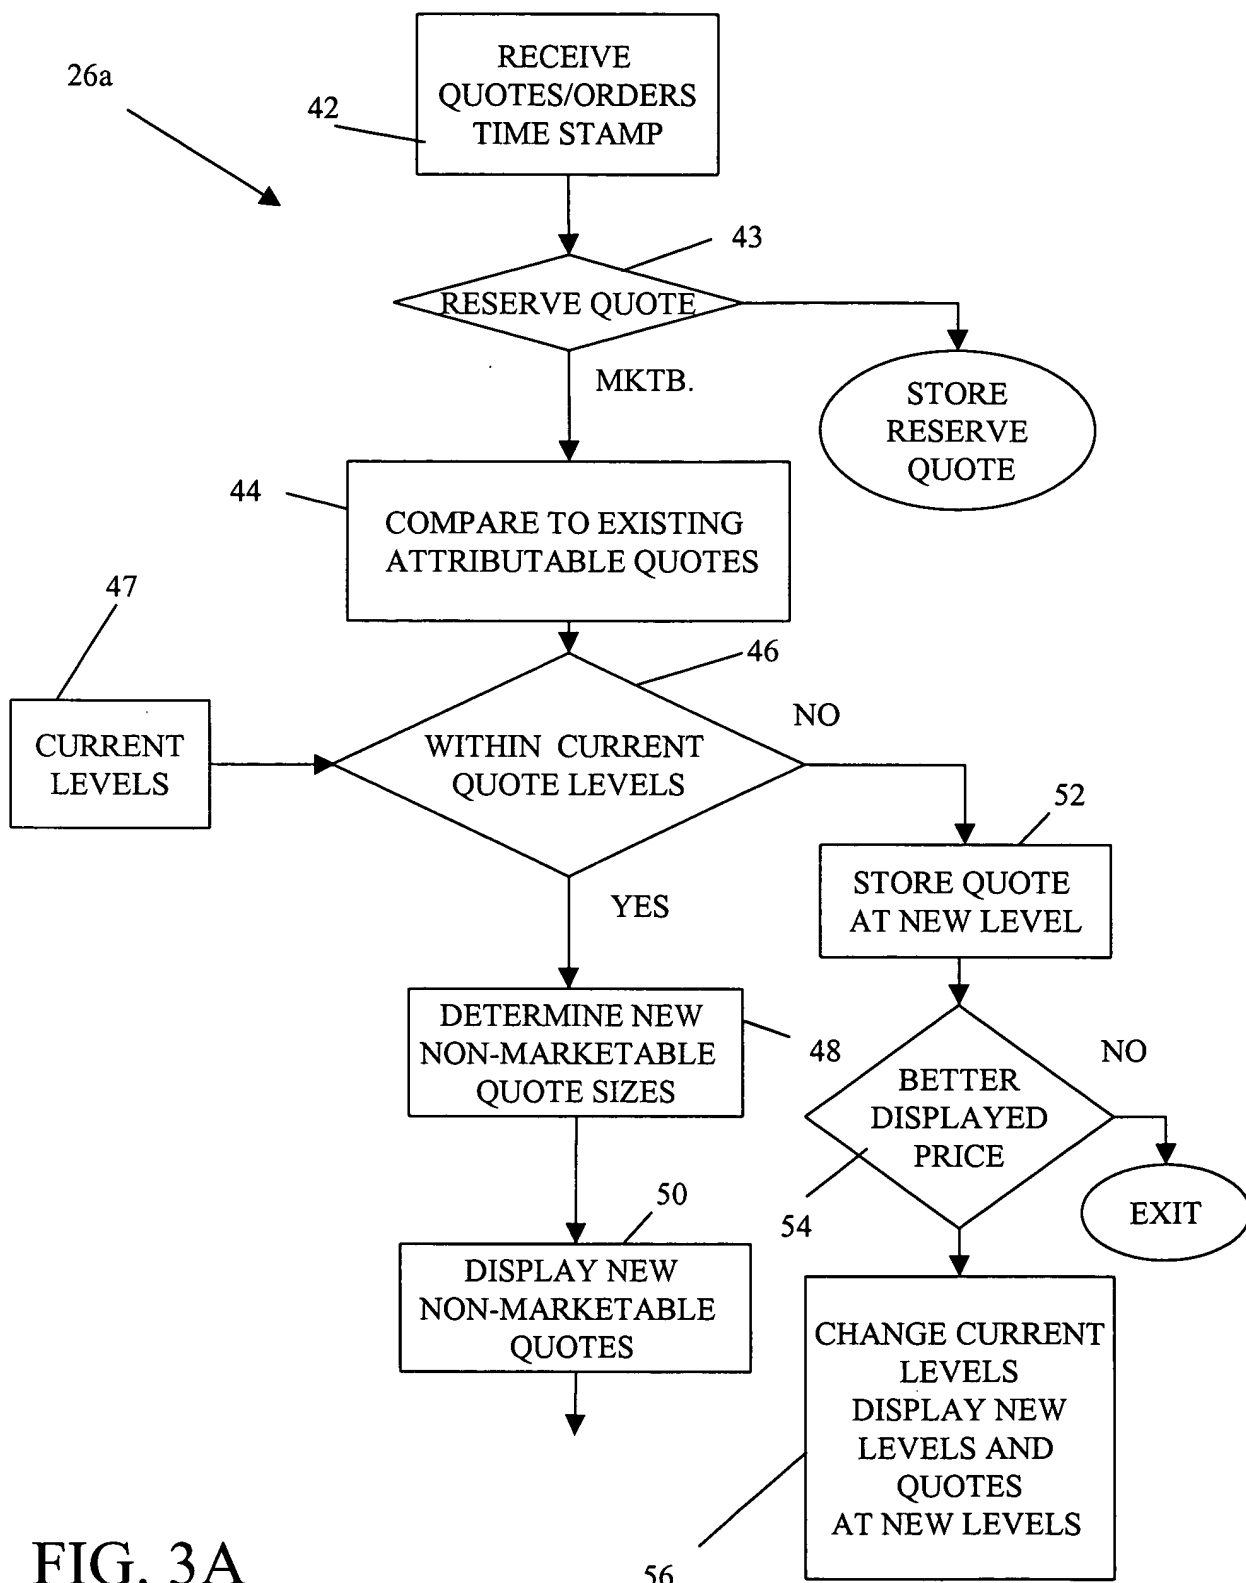 26a
RECEIVE
QUOTES/ORDERS
TIME STAMP
42
43
RESERVE QUOTE
MKTB.
STORE
RESERVE
QUOTE
44
COMPARE TO EXISTING
ATTRIBUTABLE QUOTES
47
46
NO
CURRENT
LEVELS
WITHIN CURRENT
QUOTE LEVELS
52
YES
STORE QUOTE
AT NEW LEVEL
DETERMINE NEW
NON-MARKETABLE
QUOTE SIZES
48
NO
BETTER
DISPLAYED
PRICE
50
54
EXIT
DISPLAY NEW
NON-MARKETABLE
QUOTES
CHANGE CURRENT
LEVELS
DISPLAY NEW
LEVELS AND
QUOTES
AT NEW LEVELS
FIG. 3A
56